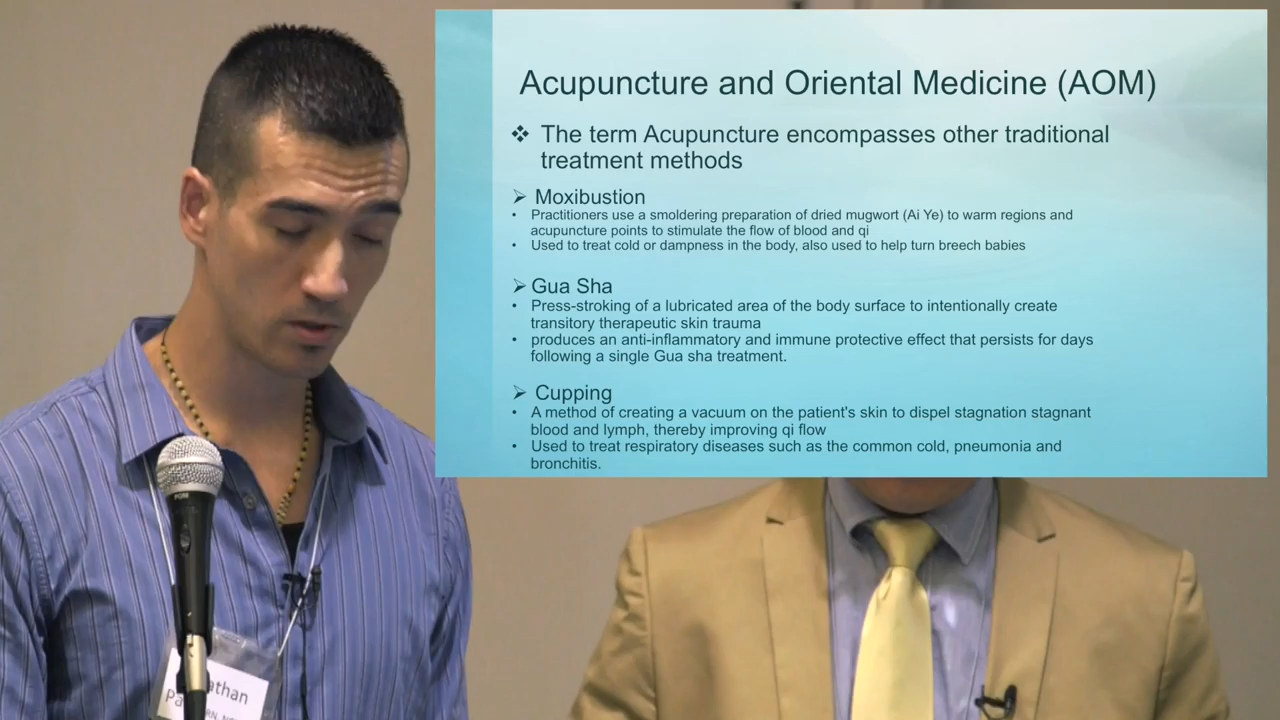 Acupuncture and Oriental Medicine (AOM)
❖ The term Acupuncture encompasses other traditional
treatment methods
➢ Moxibustion
• Practitioners use a smoldering preparation of dried mugwort (Ai Ye) to warm regions and
acupuncture points to stimulate the flow of blood and qi
• Used to treat cold or dampness in the body, also used to help turn breech babies
➢ Gua Sha
• Press-stroking of a lubricated area of the body surface to intentionally create
transitory therapeutic skin trauma
• produces an anti-inflammatory and immune protective effect that persists for days
following a single Gua sha treatment.
➢ Cupping
• A method of creating a vacuum on the patient's skin to dispel stagnation stagnant
blood and lymph, thereby improving qi flow
• Used to treat respiratory diseases such as the common cold, pneumonia and
bronchitis.